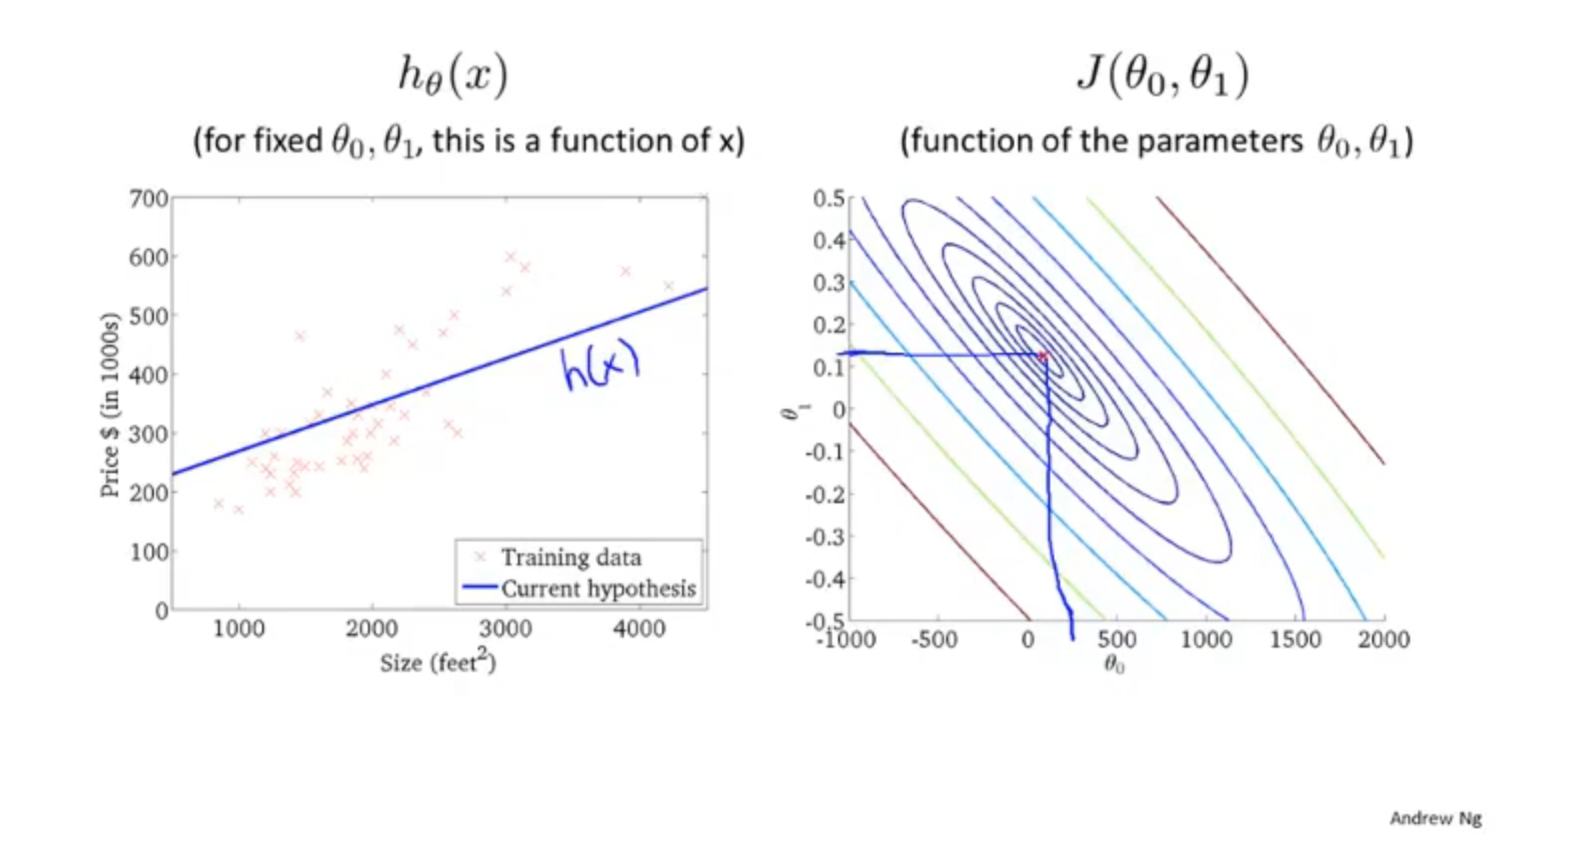 hθ(x)
(for fixed θ0, θ1, this is a function of x)
700
600
500
400
300
200
100
0
Price $ (in 1000s)
h(x)
Training data
Current hypothesis
1000 2000 3000 4000
Size (feet²)
J(θ0, θ1)
(function of the parameters θ0, θ1)
0.5
0.4
0.3
0.2
0.1
0
-0.1
-0.2
-0.3
-0.4
-0.5
θ1
-1000 -500 0 500 1000 1500 2000
θ0
Andrew Ng